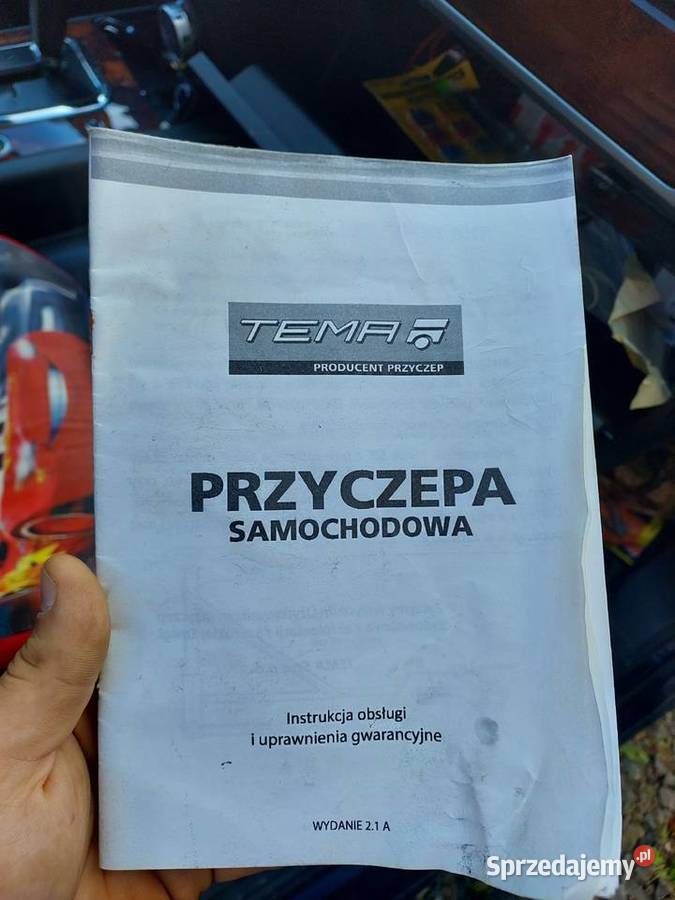 TEMA
PRODUCENT PRZYCZEP
PRZYCZEPA
SAMOCHODOWA
Instrukcja obsługi
i uprawnienia gwarancyjne
WYDANIE 2.1 A
Sprzedajemy.pl